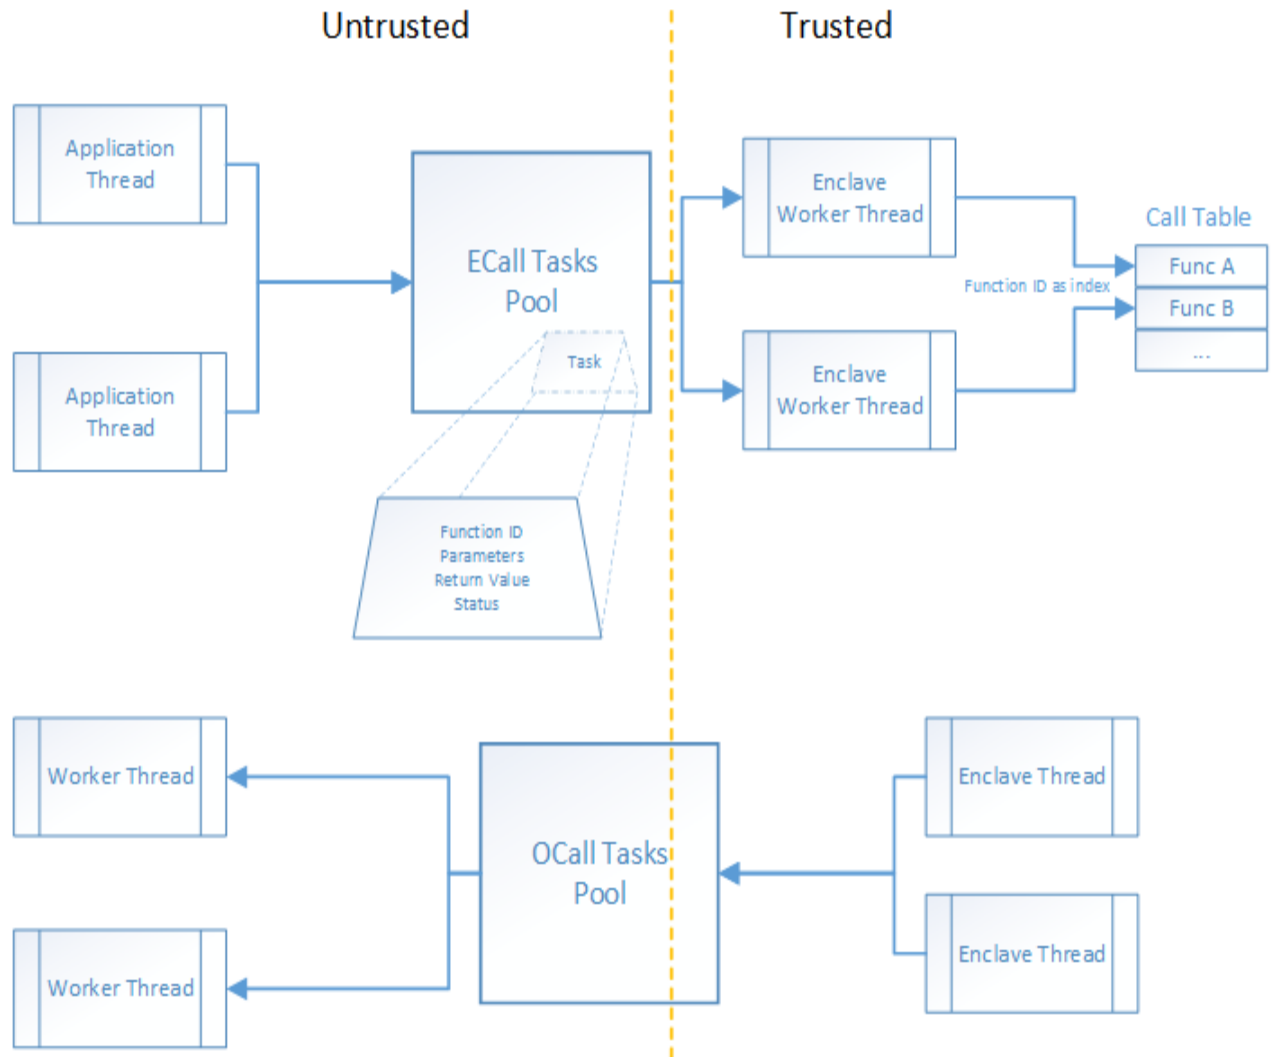 Untrusted
Trusted
Application
Thread
Application
Thread
ECall Tasks
Pool
Task
Function ID
Parameters
Return Value
Status
Enclave
Worker Thread
Enclave
Worker Thread
Function ID as index
Call Table
Func A
Func B
...
Worker Thread
Worker Thread
OCall Tasks
Pool
Enclave Thread
Enclave Thread